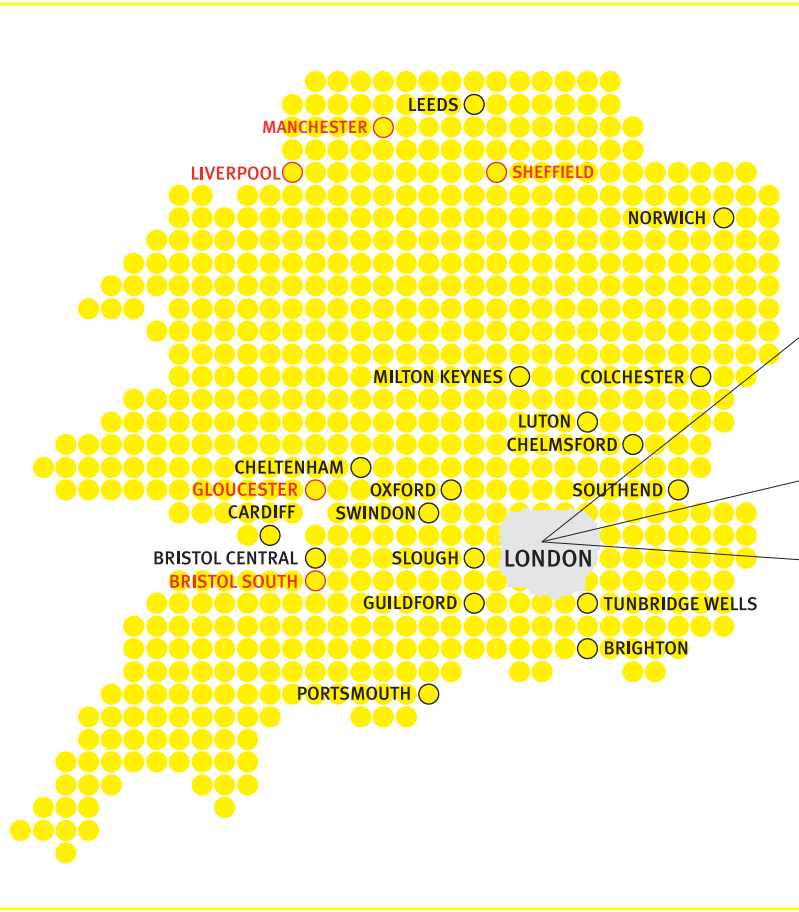 LEEDS
MANCHESTER
LIVERPOOL
SHEFFIELD
NORWICH
MILTON KEYNES
COLCHESTER
LUTON
CHELMSFORD
CHELTENHAM
GLOUCESTER
OXFORD
SOUTHEND
CARDIFF
SWINDON
BRISTOL CENTRAL
SLOUGH
LONDON
BRISTOL SOUTH
GUILDFORD
TUNBRIDGE WELLS
BRIGHTON
PORTSMOUTH